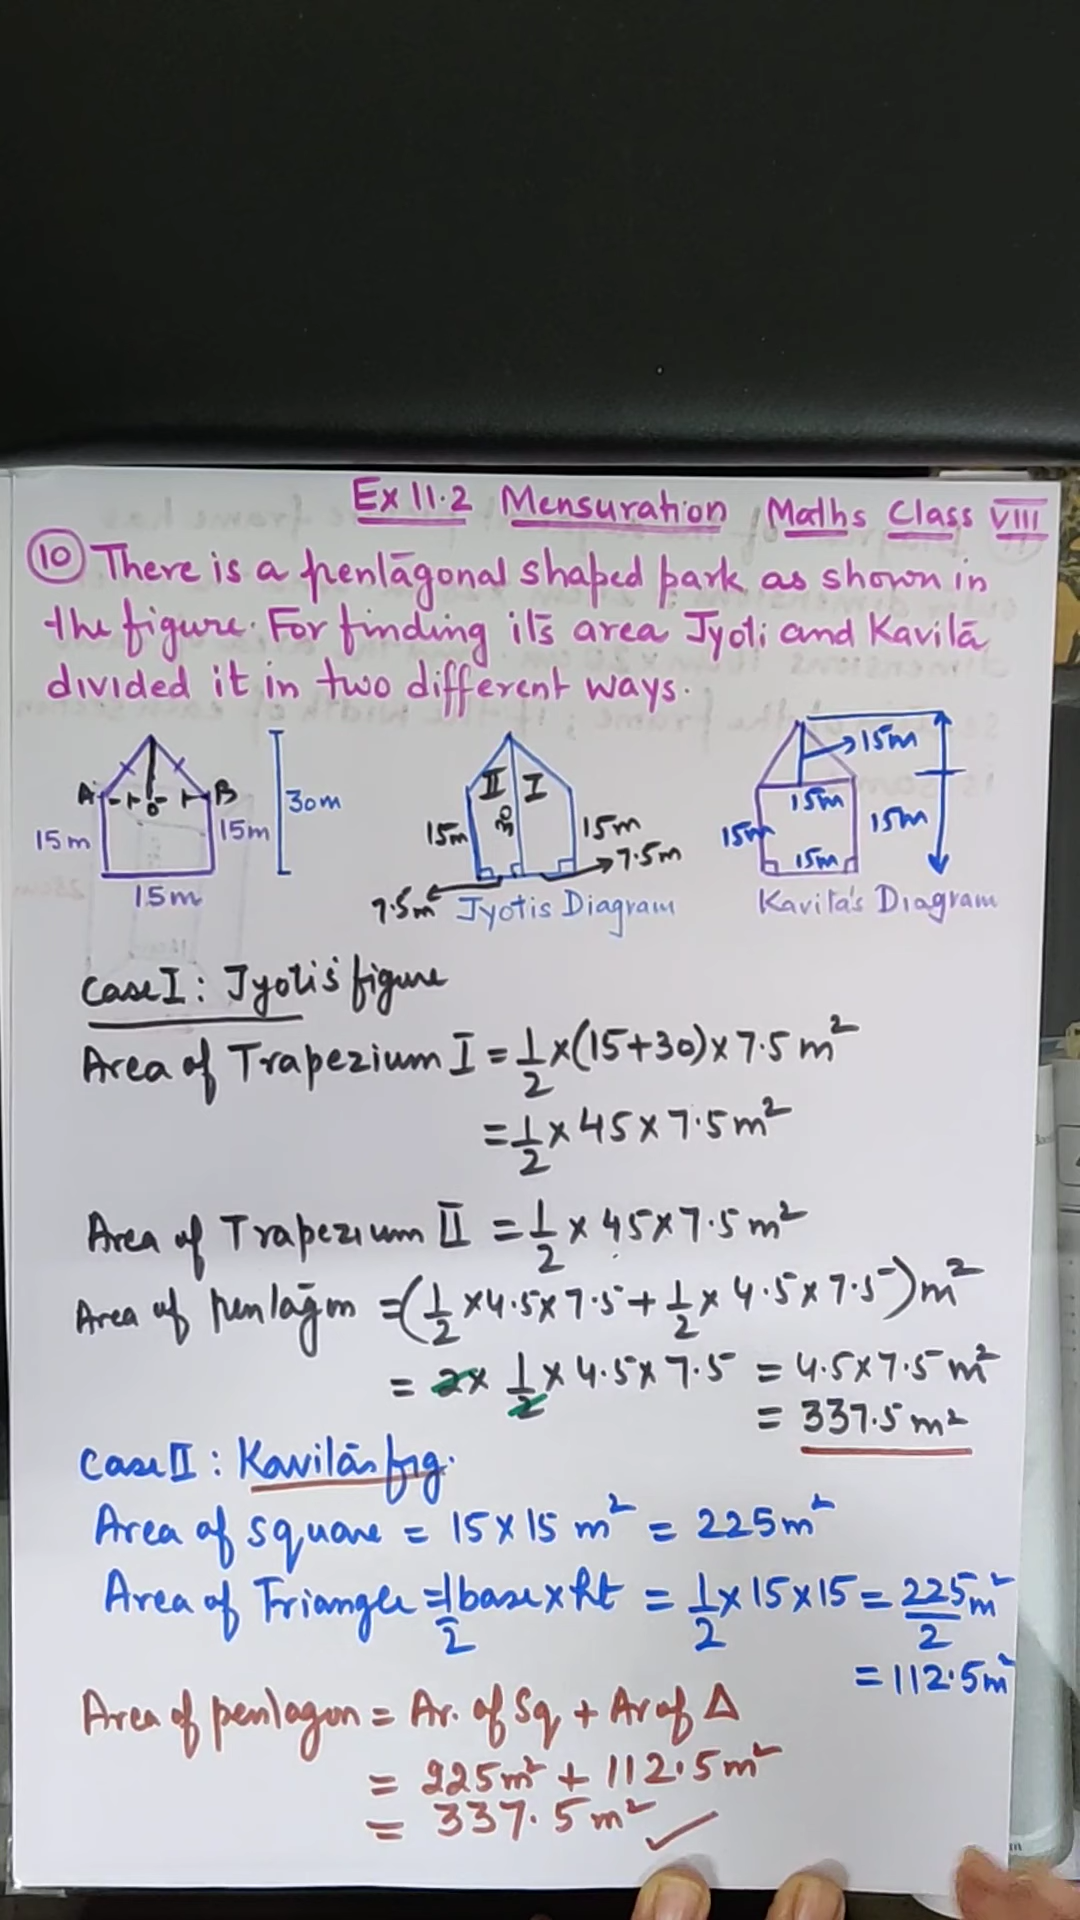 Ex 11.2 Mensuration Maths Class VIII
10 There is a pentagonal shaped park as shown in
the figure. For finding it's area Jyoti and Kavita
divided it in two different ways.
A O B
15m 15m 30m
15m
II I
15m 30 15m
7.5m 7.5m
Jyotis Diagram
15m
15m
15m 15m
15m
Kavita's Diagram
Case I: Jyoti's figure
Area of Trapezium I = 1/2 x (15+30) x 7.5 m²
= 1/2 x 45 x 7.5 m²
Area of Trapezium II = 1/2 x 45 x 7.5 m²
Area of pentagon = (1/2 x 4.5 x 7.5 + 1/2 x 4.5 x 7.5) m²
= 2 x 1/2 x 4.5 x 7.5 = 4.5 x 7.5 m²
= 337.5 m²
Case II: Kavitas fig.
Area of square = 15 x 15 m² = 225 m²
Area of Triangle = 1/2 base x ht = 1/2 x 15 x 15 = 225/2 m²
= 112.5 m²
Area of pentagon = Ar. of Sq + Ar of Δ
= 225 m² + 112.5 m²
= 337.5 m² ✓